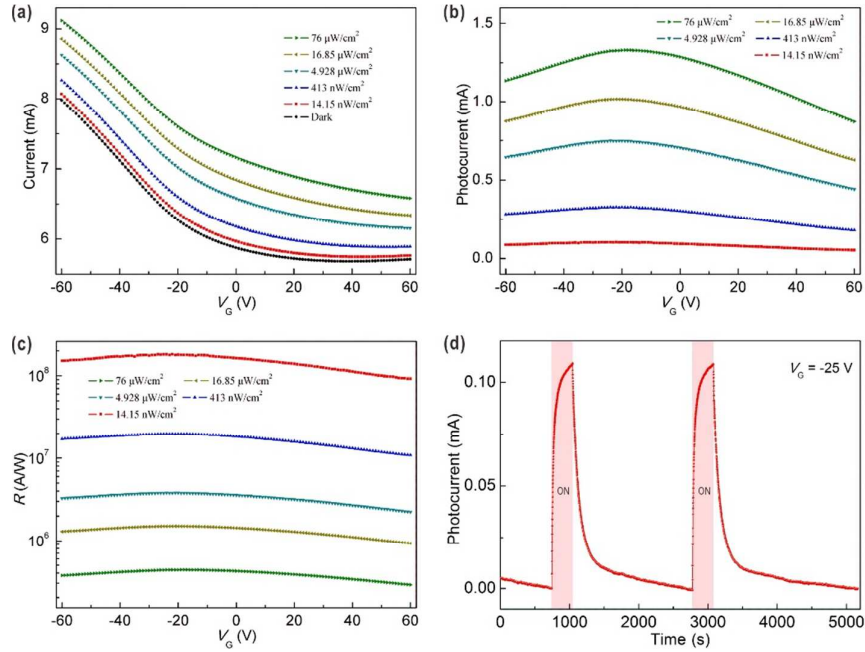 (a)
9
8
7
6
Current (mA)
76 μW/cm²
16.85 μW/cm²
4.928 μW/cm²
413 nW/cm²
14.15 nW/cm²
Dark
-60 -40 -20 0 20 40 60
V_G (V)
(b)
1.5
1.0
0.5
0.0
Photocurrent (mA)
76 μW/cm² 16.85 μW/cm²
4.928 μW/cm² 413 nW/cm²
14.15 nW/cm²
-60 -40 -20 0 20 40 60
V_G (V)
(c)
10⁸
10⁷
10⁶
R (A/W)
76 μW/cm² 16.85 μW/cm²
4.928 μW/cm² 413 nW/cm²
14.15 nW/cm²
-60 -40 -20 0 20 40 60
V_G (V)
(d)
0.10
0.05
0.00
Photocurrent (mA)
V_G = -25 V
ON ON
0 1000 2000 3000 4000 5000
Time (s)